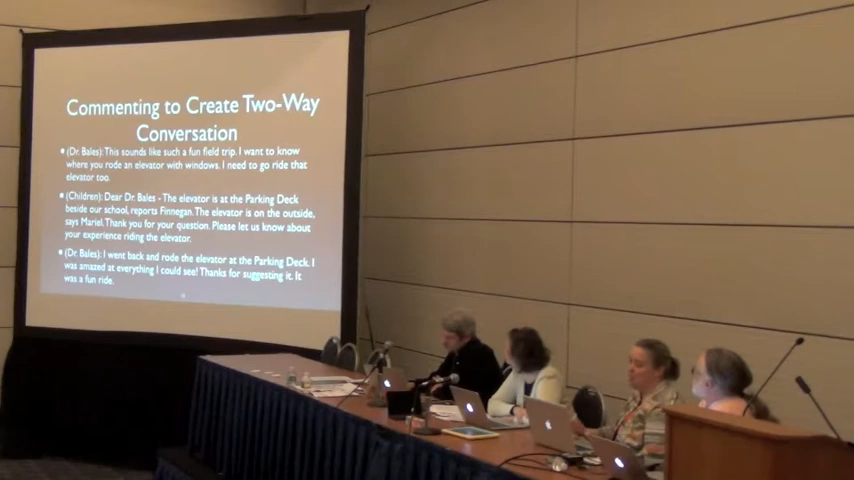 Commenting to Create Two-Way
Conversation
• (Dr. Bales): This sounds like such a fun field trip. I want to know
where you rode an elevator with windows. I need to go ride that
elevator too.
• (Children): Dear Dr. Bales - The elevator is at the Parking Deck
beside our school, reports Finnegan. The elevator is on the outside,
says Mariel. Thank you for your question. Please let us know about
your experience riding the elevator.
• (Dr. Bales): I went back and rode the elevator at the Parking Deck. I
was amazed at everything I could see! Thanks for suggesting it. It
was a fun ride.